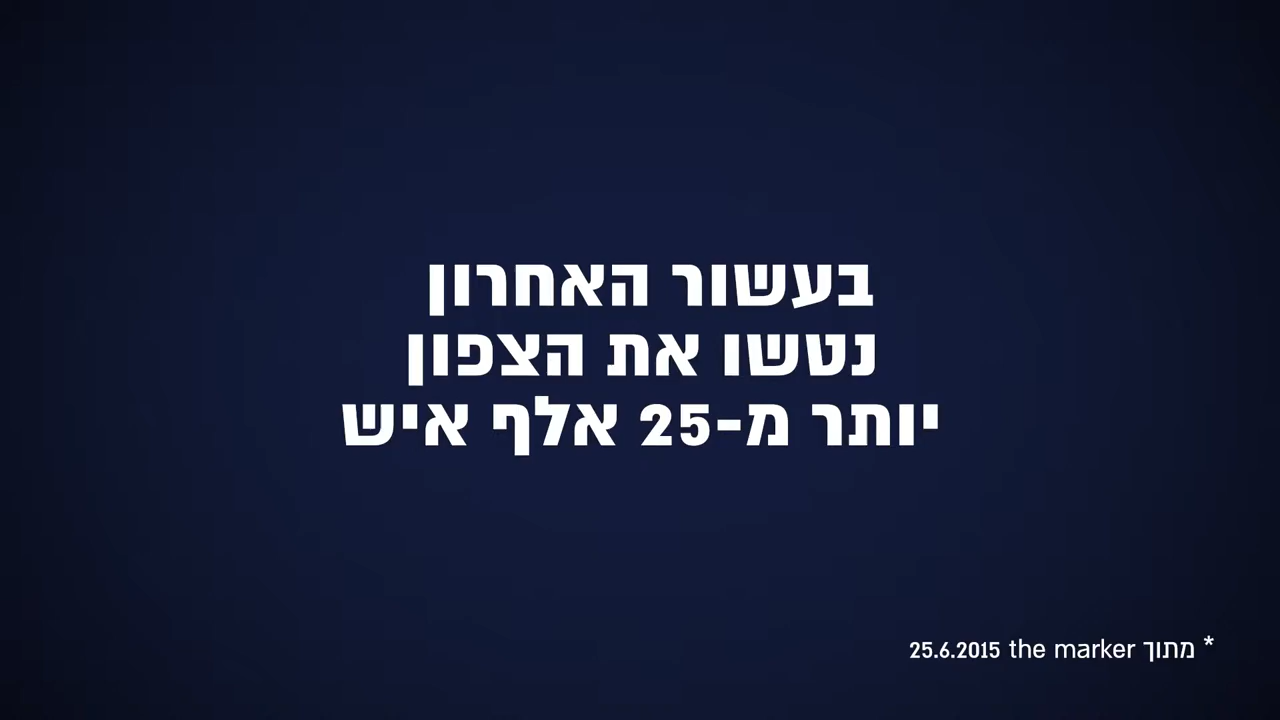 בעשור האחרון
נטשו את הצפון
יותר מ-25 אלף איש
* מתוך the marker 25.6.2015